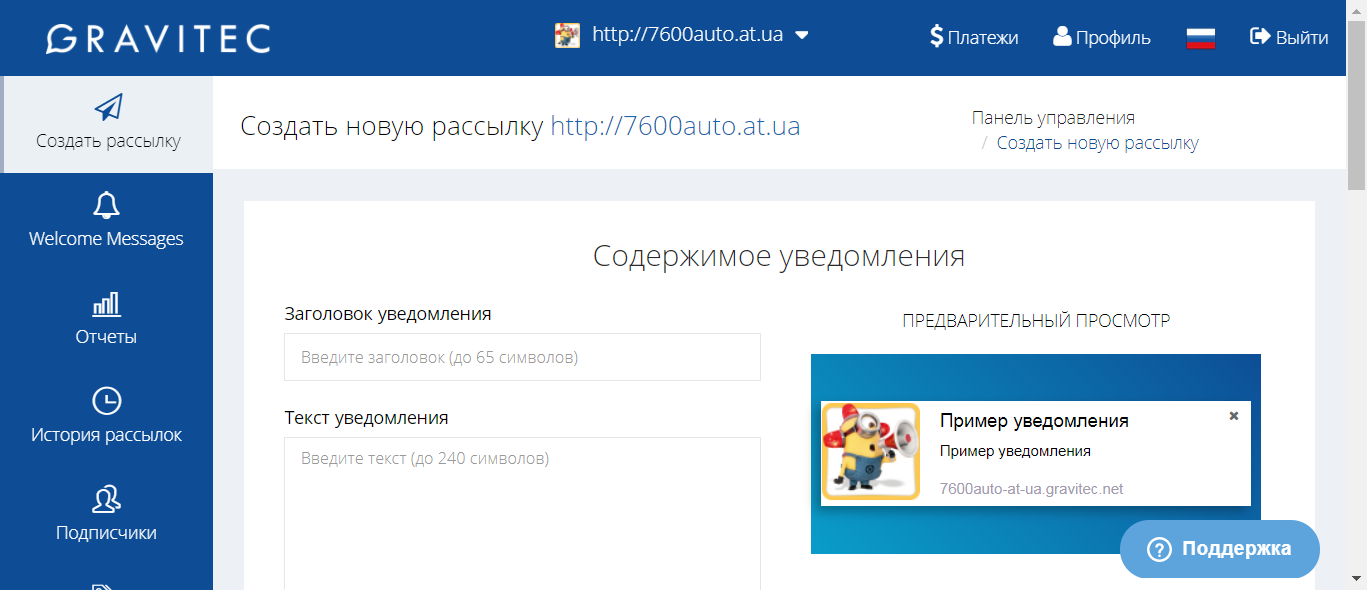 GRAVITEC
http://7600auto.at.ua
Платежи
Профиль
Выйти
Создать рассылку
Welcome Messages
Отчеты
История рассылок
Подписчики
Создать новую рассылку http://7600auto.at.ua
Панель управления
/ Создать новую рассылку
Содержимое уведомления
Заголовок уведомления
Введите заголовок (до 65 символов)
Текст уведомления
Введите текст (до 240 символов)
ПРЕДВАРИТЕЛЬНЫЙ ПРОСМОТР
Пример уведомления
Пример уведомления
7600auto-at-ua.gravitec.net
Поддержка